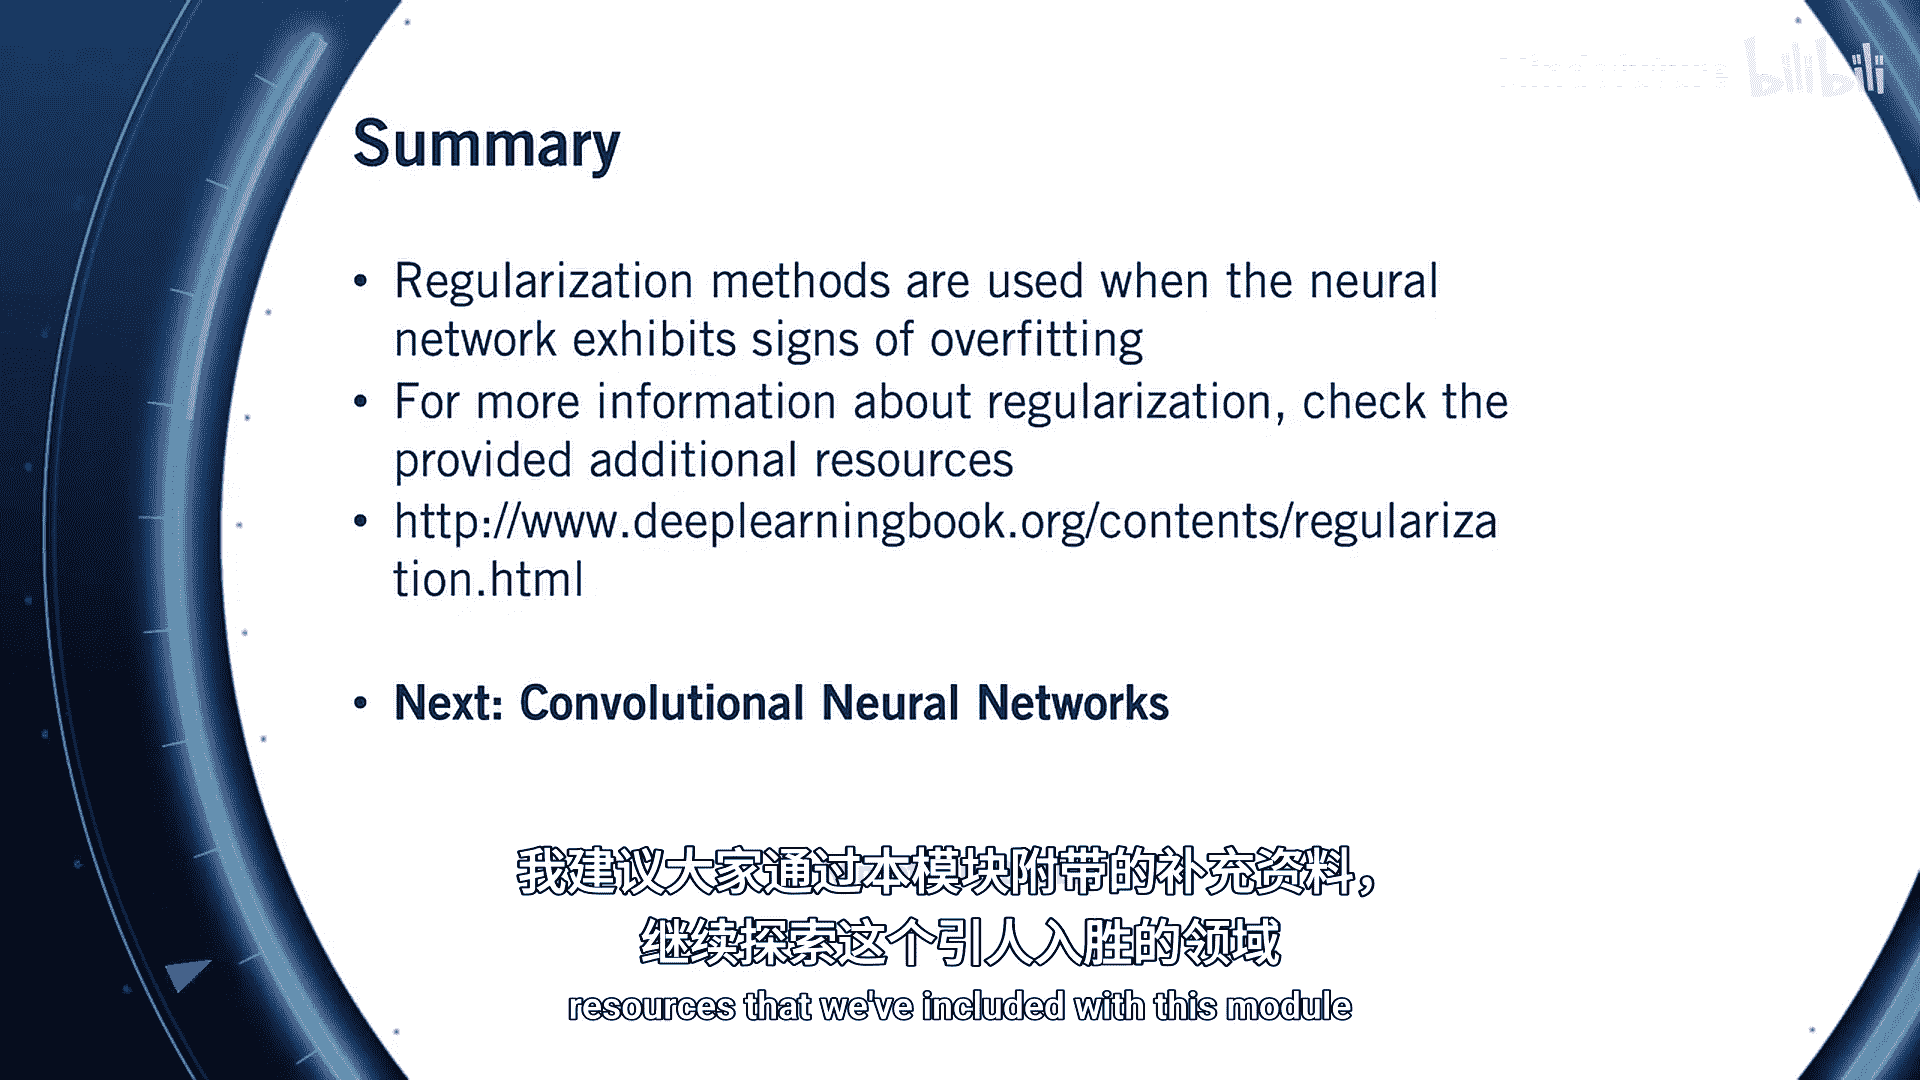 bilibili
Summary
• Regularization methods are used when the neural
network exhibits signs of overfitting
• For more information about regularization, check the
provided additional resources
• http://www.deeplearningbook.org/contents/regulariza
tion.html
• Next: Convolutional Neural Networks
我建议大家通过本模块附带的补充资料，
继续探索这个引人入胜的领域
resources that we've included with this module